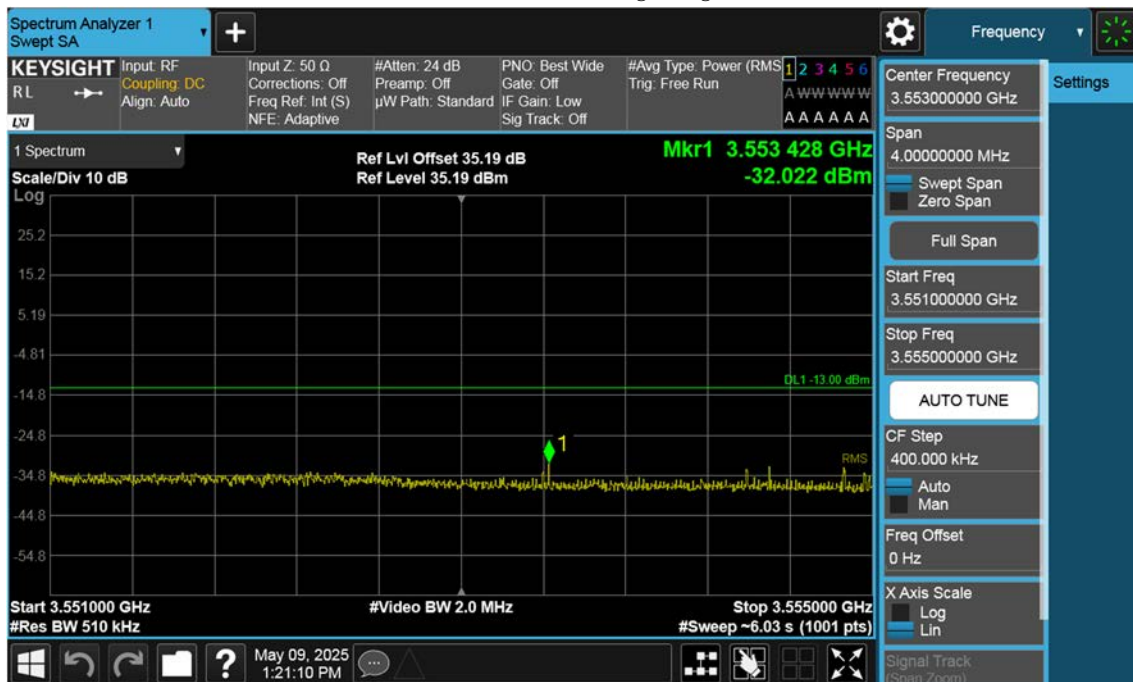 Spectrum Analyzer 1
Swept SA
+
Frequency
KEYSIGHT
RL
LXI
Input: RF
Coupling: DC
Align: Auto
Input Z: 50 Ω
Corrections: Off
Freq Ref: Int (S)
NFE: Adaptive
#Atten: 24 dB
Preamp: Off
µW Path: Standard
PNO: Best Wide
Gate: Off
IF Gain: Low
Sig Track: Off
#Avg Type: Power (RMS
Trig: Free Run
1 2 3 4 5 6
A W W W W W
A A A A A A
1 Spectrum
Scale/Div 10 dB
Ref Lvl Offset 35.19 dB
Ref Level 35.19 dBm
Mkr1 3.553 428 GHz
-32.022 dBm
Log
25.2
15.2
5.19
-4.81
-14.8
-24.8
-34.8
-44.8
-54.8
DL1 -13.00 dBm
1
RMS
Start 3.551000 GHz
#Res BW 510 kHz
#Video BW 2.0 MHz
Stop 3.555000 GHz
#Sweep ~6.03 s (1001 pts)
Center Frequency
3.553000000 GHz
Span
4.00000000 MHz
Swept Span
Zero Span
Full Span
Start Freq
3.551000000 GHz
Stop Freq
3.555000000 GHz
AUTO TUNE
CF Step
400.000 kHz
Auto
Man
Freq Offset
0 Hz
X Axis Scale
Log
Lin
Signal Track
(Span Zoom)
Settings
?
May 09, 2025
1:21:10 PM